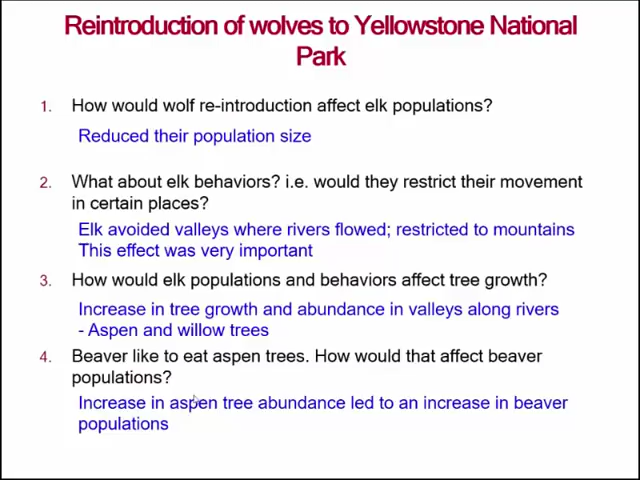 Reintroduction of wolves to Yellowstone National
Park
1. How would wolf re-introduction affect elk populations?
Reduced their population size
2. What about elk behaviors? i.e. would they restrict their movement
in certain places?
Elk avoided valleys where rivers flowed; restricted to mountains
This effect was very important
3. How would elk populations and behaviors affect tree growth?
Increase in tree growth and abundance in valleys along rivers
- Aspen and willow trees
4. Beaver like to eat aspen trees. How would that affect beaver
populations?
Increase in aspen tree abundance led to an increase in beaver
populations